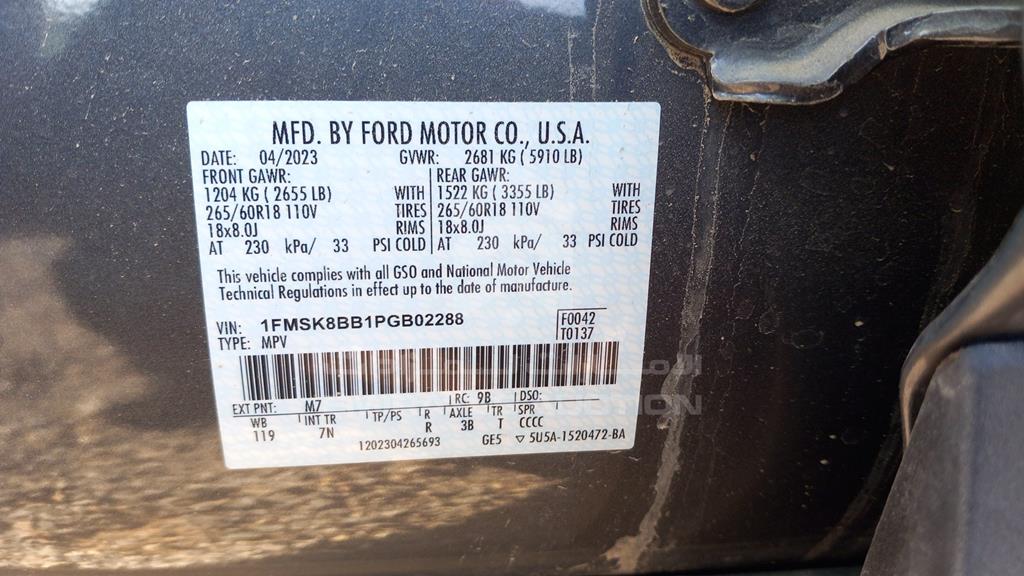 MFD. BY FORD MOTOR CO., U.S.A.
DATE: 04/2023 GVWR: 2681 KG ( 5910 LB)
FRONT GAWR: REAR GAWR:
1204 KG ( 2655 LB) WITH 1522 KG ( 3355 LB) WITH
265/60R18 110V TIRES 265/60R18 110V TIRES
18x8.0J RIMS 18x8.0J RIMS
AT 230 kPa/ 33 PSI COLD AT 230 kPa/ 33 PSI COLD
This vehicle complies with all GSO and National Motor Vehicle
Technical Regulations in effect up to the date of manufacture.
VIN: 1FMSK8BB1PGB02288 F0042
TYPE: MPV T0137
EXT PNT: M7 RC: 9B DSO:
WB INT TR TP/PS R AXLE TR SPR
119 7N R 3B T CCCC
1202304265693 GE5 ▽ 5U5A-1520472-BA